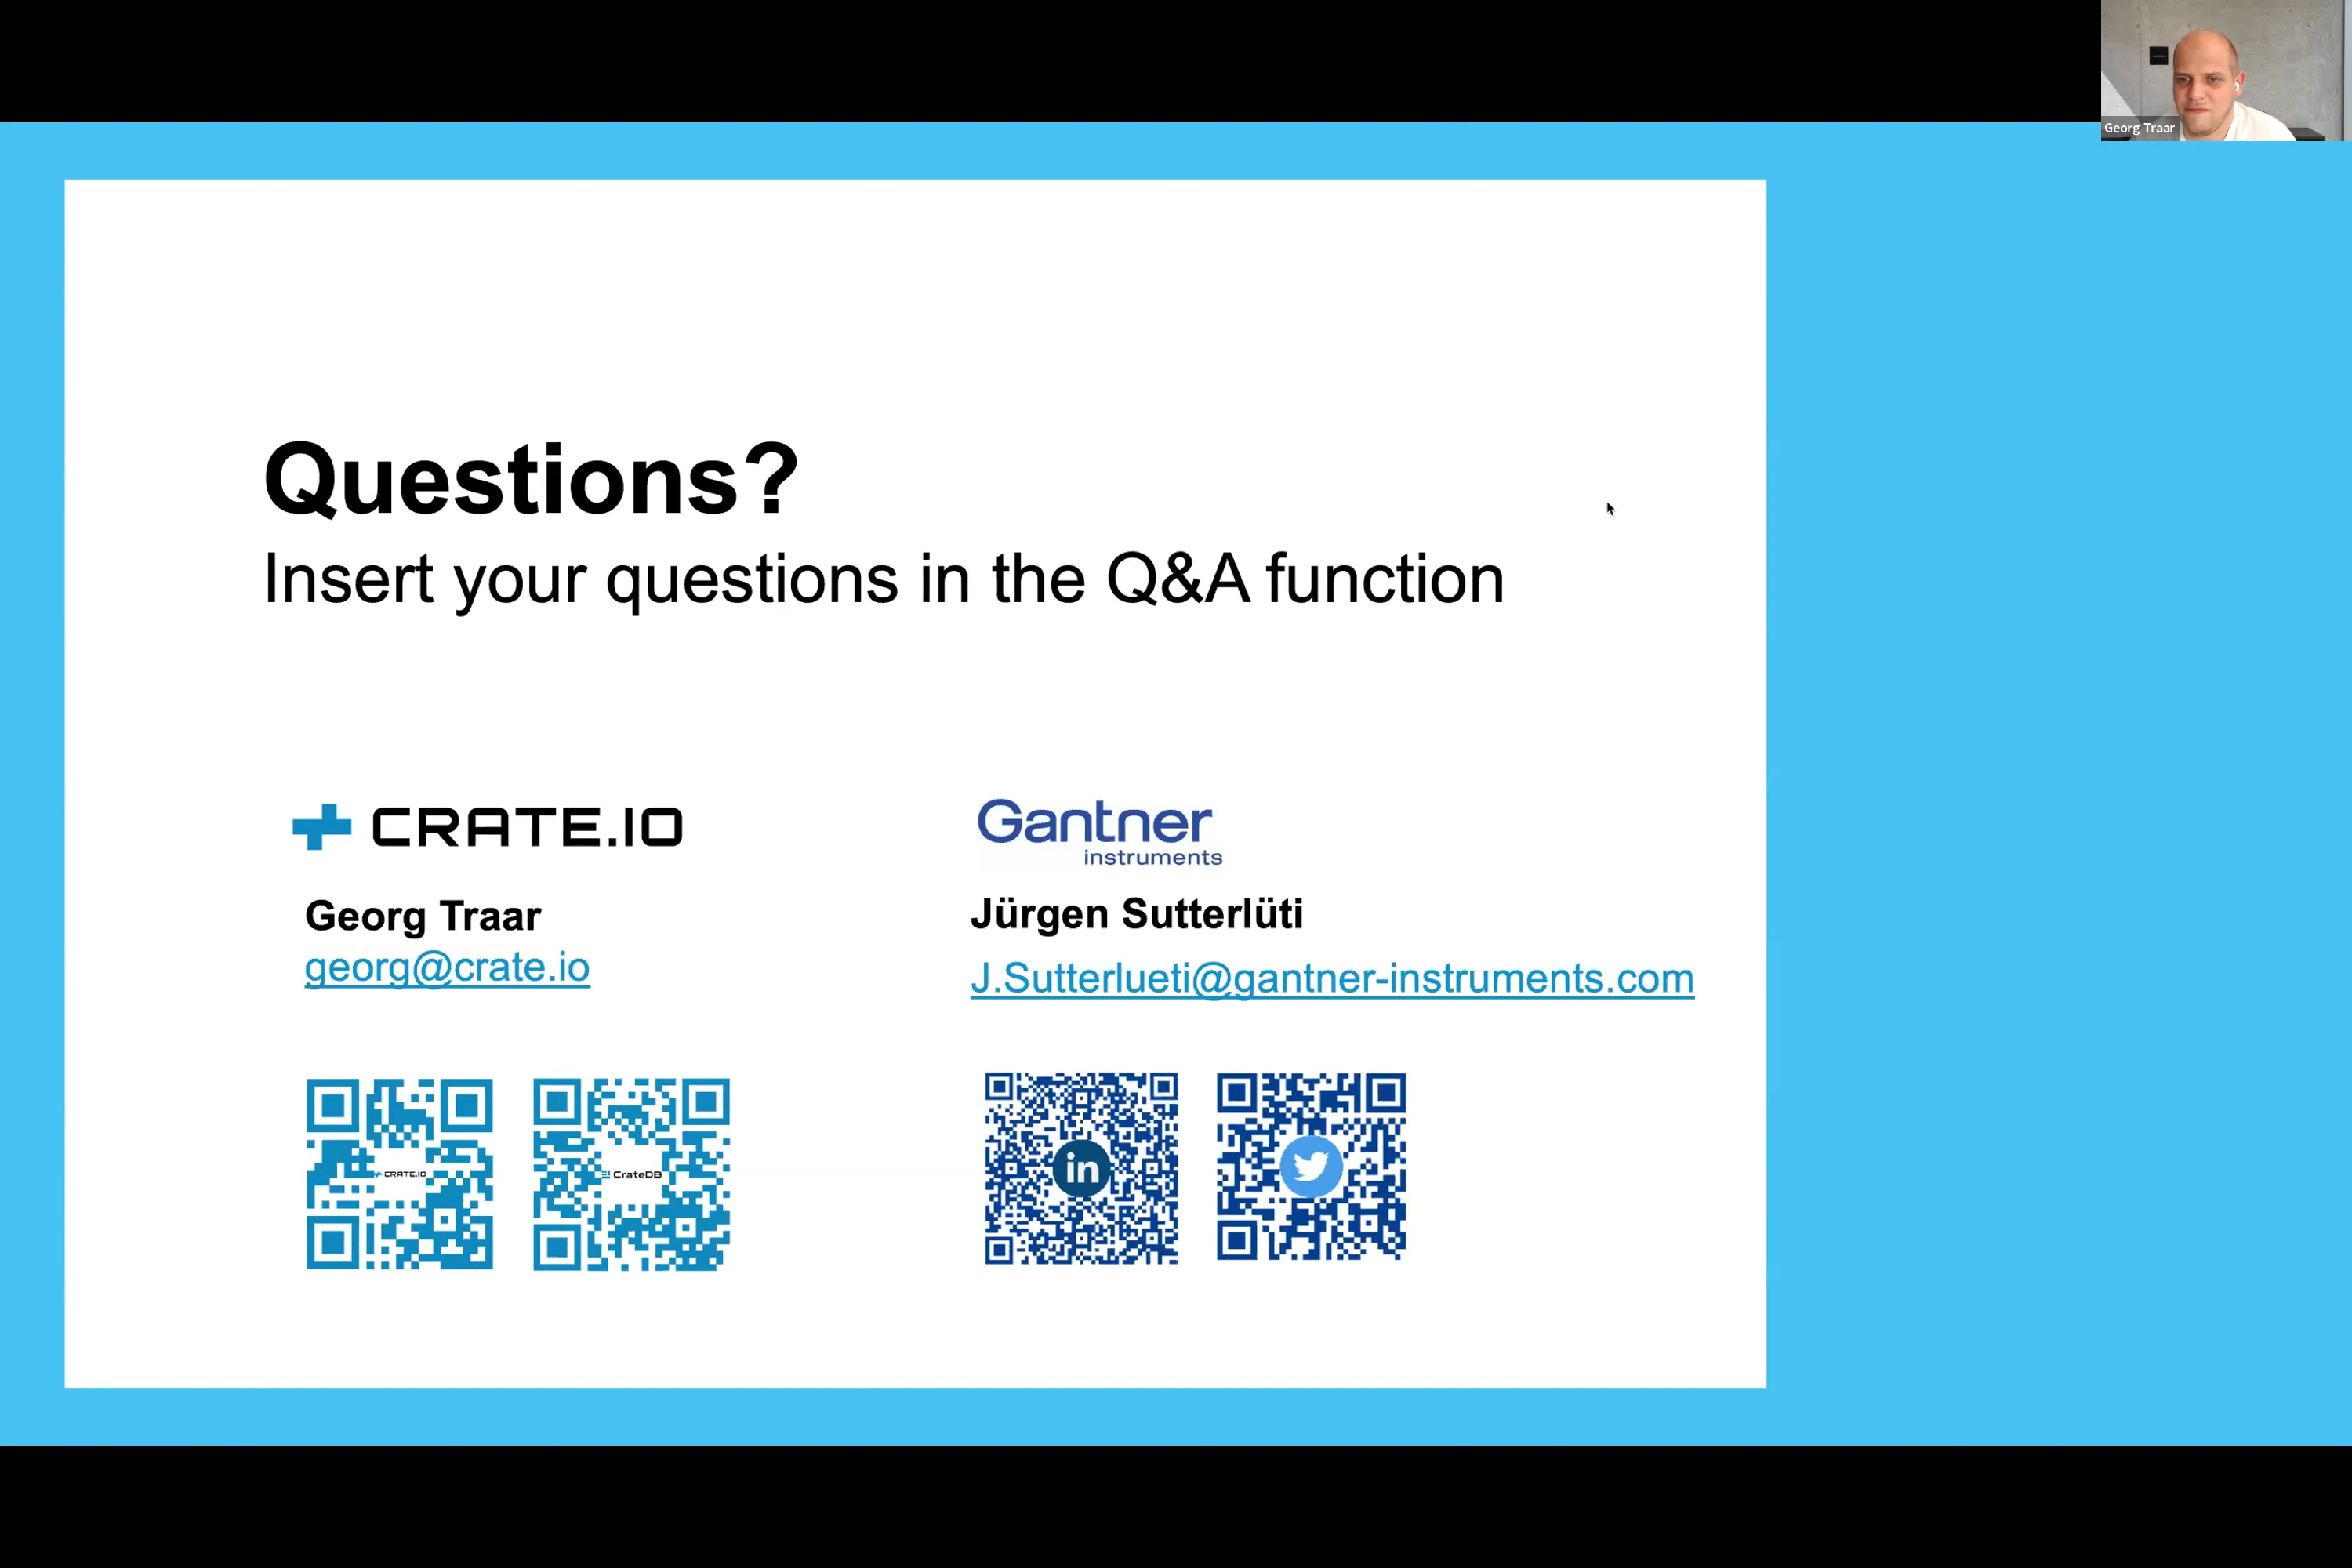 Georg Traar
Questions?
Insert your questions in the Q&A function
CRATE.IO
Georg Traar
georg@crate.io
CRATE.IO
CrateDB
Gantner
instruments
Jürgen Sutterlüti
J.Sutterlueti@gantner-instruments.com
in